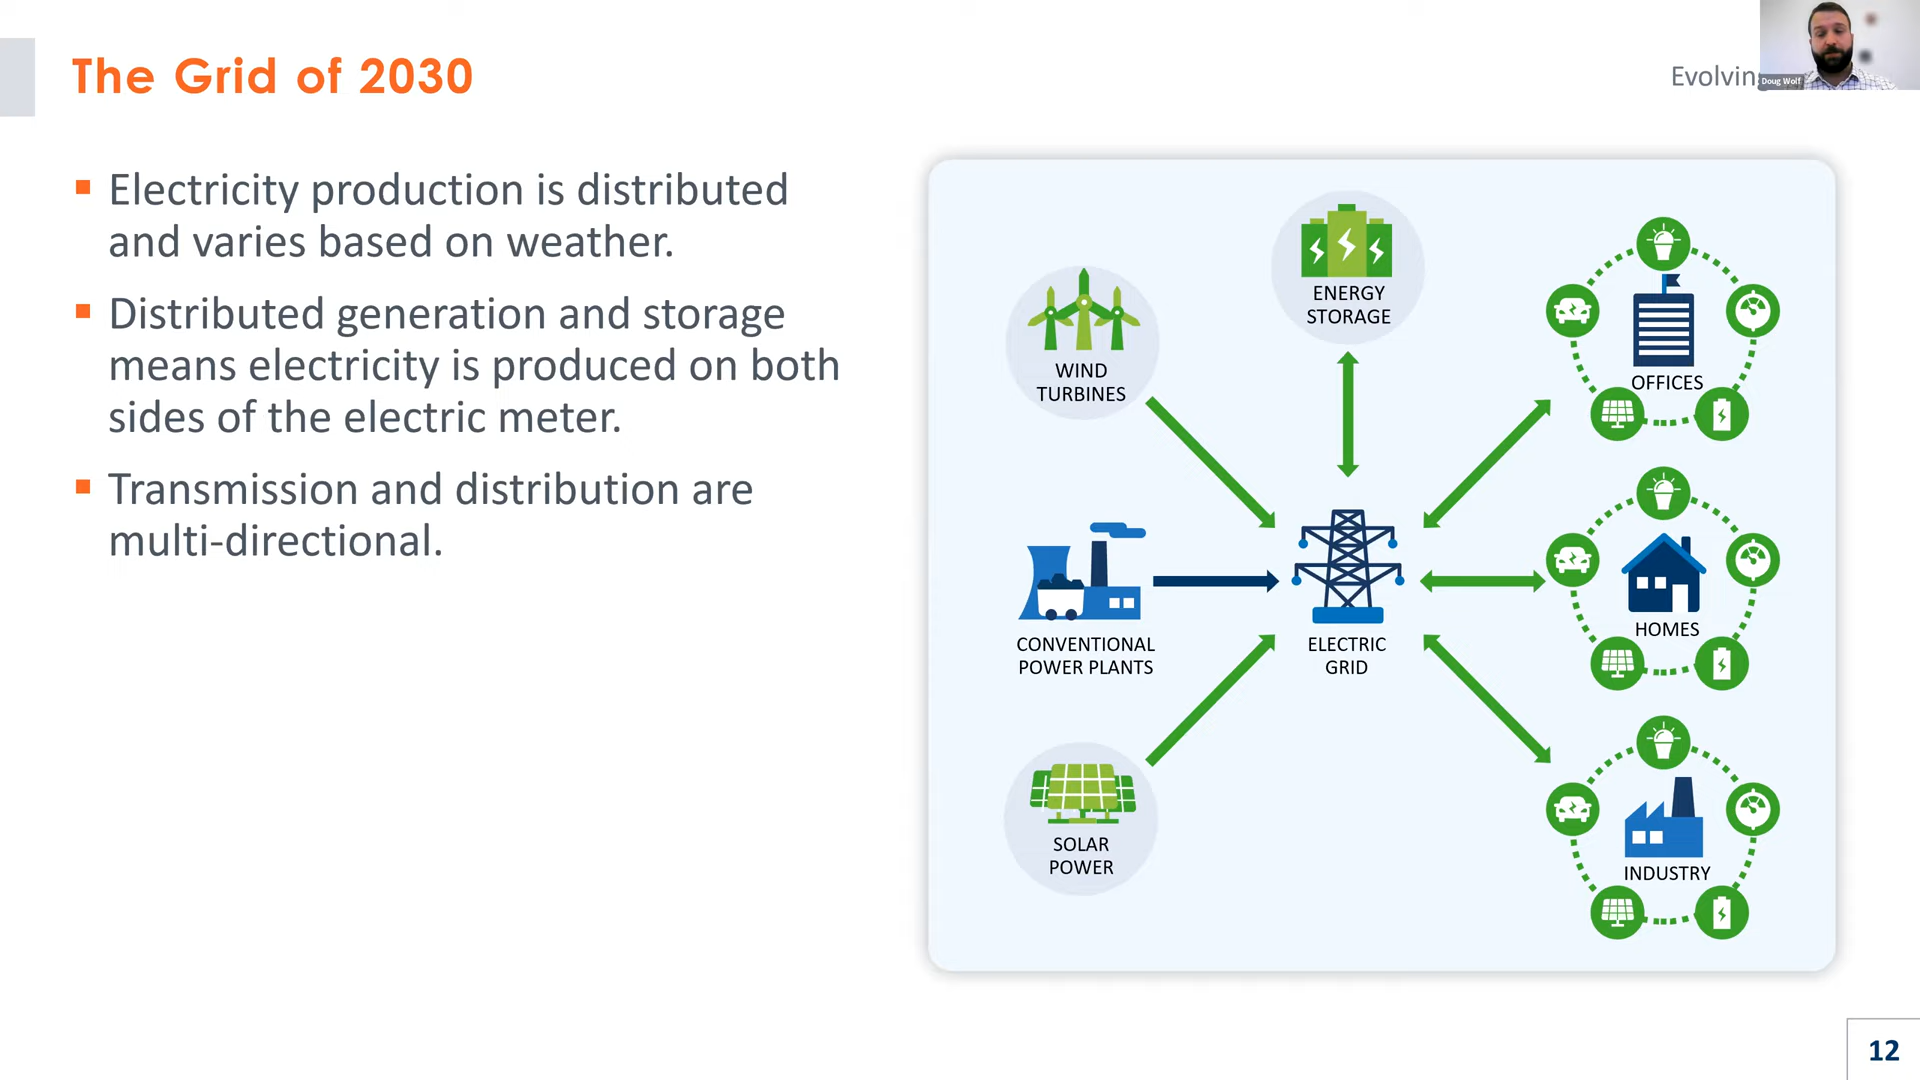 The Grid of 2030
Evolvin
Doug Wolf
▪ Electricity production is distributed
and varies based on weather.
▪ Distributed generation and storage
means electricity is produced on both
sides of the electric meter.
▪ Transmission and distribution are
multi-directional.
ENERGY
STORAGE
WIND
TURBINES
OFFICES
CONVENTIONAL
POWER PLANTS
ELECTRIC
GRID
HOMES
SOLAR
POWER
INDUSTRY
12